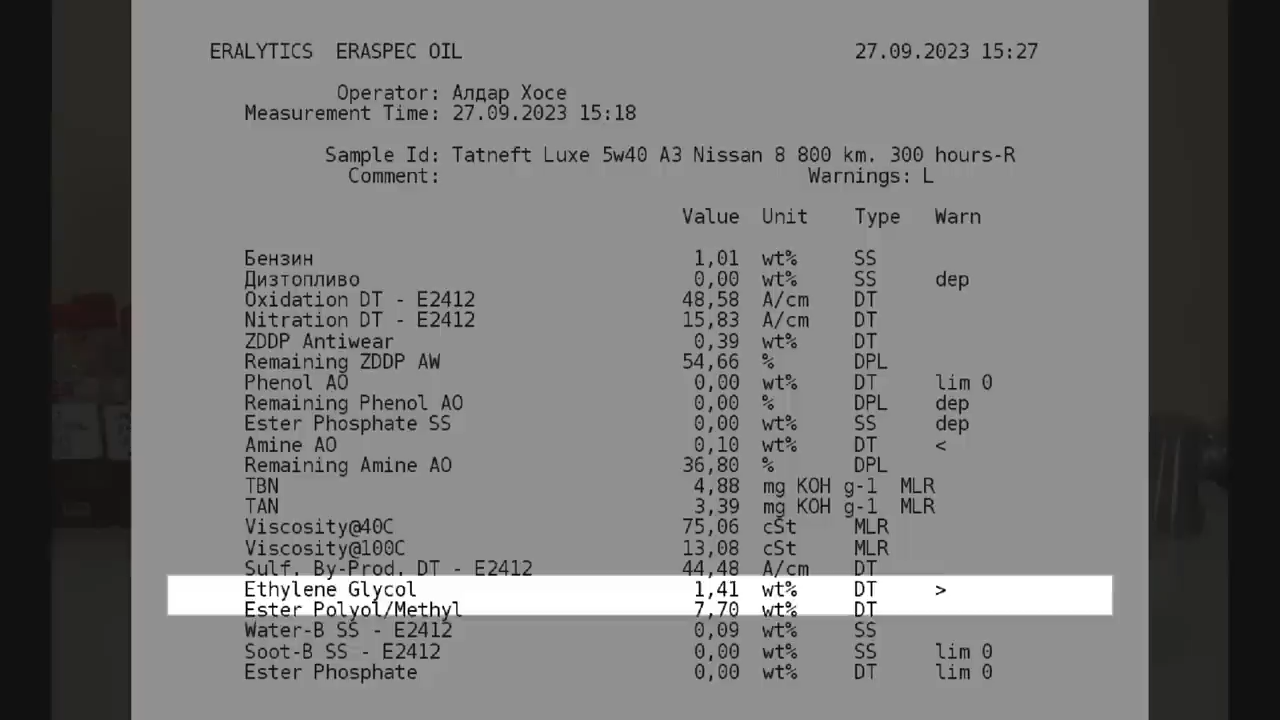 ERALYTICS ERASPEC OIL 27.09.2023 15:27
Operator: Алдар Хосе
Measurement Time: 27.09.2023 15:18
Sample Id: Tatneft Luxe 5w40 A3 Nissan 8 800 km. 300 hours-R
Comment: Warnings: L
Value Unit Type Warn
Бензин 1,01 wt% SS
Дизтопливо 0,00 wt% SS dep
Oxidation DT - E2412 48,58 A/cm DT
Nitration DT - E2412 15,83 A/cm DT
ZDDP Antiwear 0,39 wt% DT
Remaining ZDDP AW 54,66 % DPL
Phenol AO 0,00 wt% DT lim 0
Remaining Phenol AO 0,00 % DPL dep
Ester Phosphate SS 0,00 wt% SS dep
Amine AO 0,10 wt% DT <
Remaining Amine AO 36,80 % DPL
TBN 4,88 mg KOH g-1 MLR
TAN 3,39 mg KOH g-1 MLR
Viscosity@40C 75,06 cSt MLR
Viscosity@100C 13,08 cSt MLR
Sulf. By-Prod. DT - E2412 44,48 A/cm DT
Ethylene Glycol 1,41 wt% DT >
Ester Polyol/Methyl 7,70 wt% DT
Water-B SS - E2412 0,09 wt% SS
Soot-B SS - E2412 0,00 wt% SS lim 0
Ester Phosphate 0,00 wt% DT lim 0